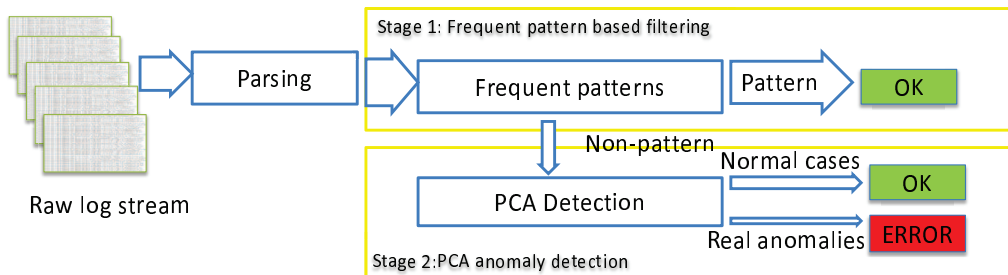 Stage 1: Frequent pattern based filtering
Parsing
Frequent patterns
Pattern
OK
Non-pattern
Normal cases
Raw log stream
PCA Detection
OK
Real anomalies
ERROR
Stage 2:PCA anomaly detection